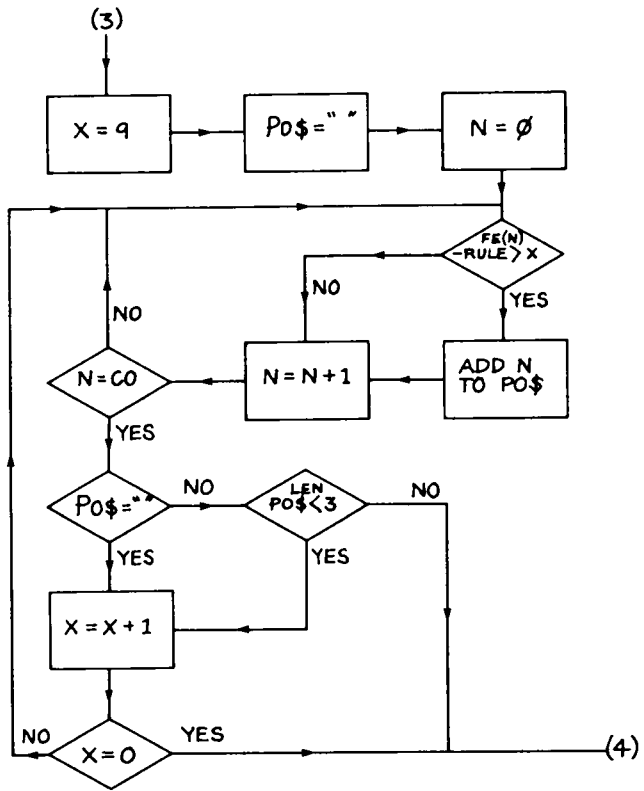 (3)
X = 9
PO$=" "
N = Ø
FE(N)
-RULE > X
NO
YES
NO
N=CO
N = N+1
ADD N
TO PO$
YES
PO$=" "
NO
LEN
PO$<3
NO
YES
YES
X = X+1
NO
X=0
YES
(4)